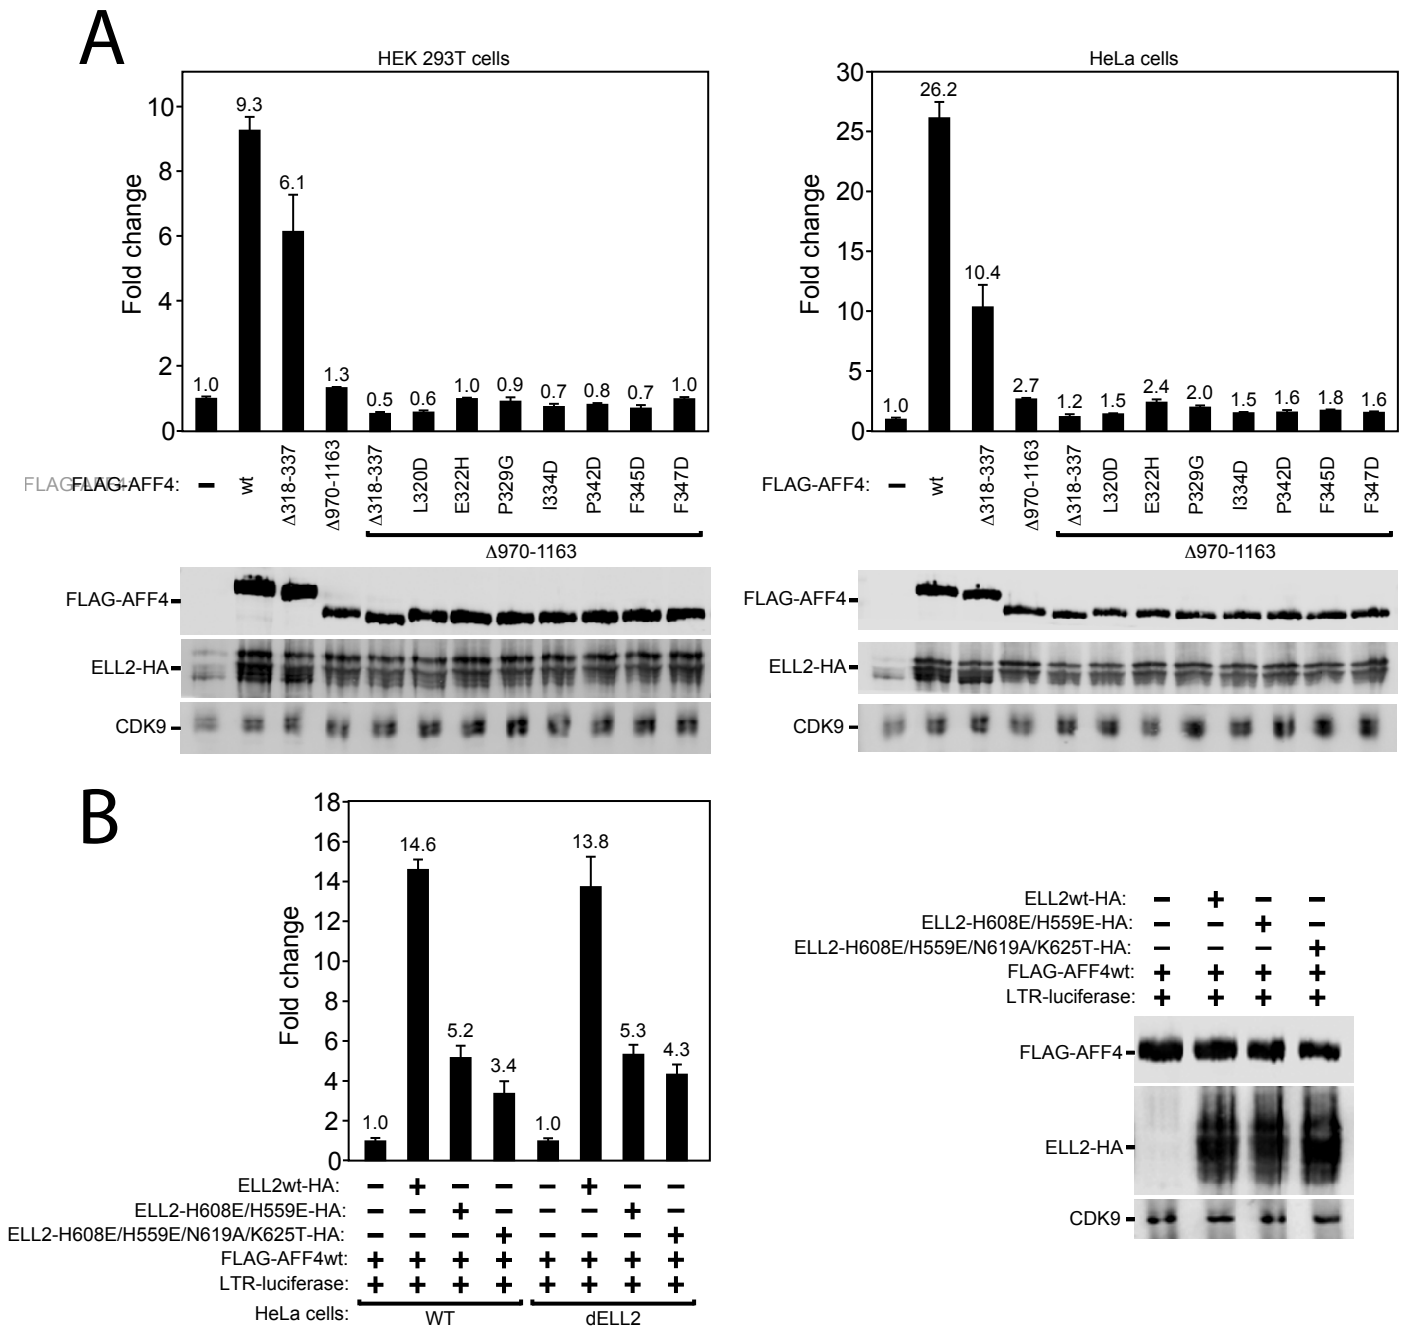 A
HEK 293T cells
Fold change
10
8
6
4
2
0
1.0
9.3
6.1
1.3
0.5
0.6
1.0
0.9
0.7
0.8
0.7
1.0
FLAG-AFF4:
FLAG-AFF4:
–
wt
Δ318-337
Δ970-1163
Δ318-337
L320D
E322H
P329G
I334D
P342D
F345D
F347D
Δ970-1163
FLAG-AFF4
ELL2-HA
CDK9
HeLa cells
Fold change
30
25
20
15
10
5
0
1.0
26.2
10.4
2.7
1.2
1.5
2.4
2.0
1.5
1.6
1.8
1.6
FLAG-AFF4:
–
wt
Δ318-337
Δ970-1163
Δ318-337
L320D
E322H
P329G
I334D
P342D
F345D
F347D
Δ970-1163
FLAG-AFF4
ELL2-HA
CDK9
B
Fold change
18
16
14
12
10
8
6
4
2
0
1.0
14.6
5.2
3.4
1.0
13.8
5.3
4.3
ELL2wt-HA: – + – – – + – –
ELL2-H608E/H559E-HA: – – + – – – + –
ELL2-H608E/H559E/N619A/K625T-HA: – – – + – – – +
FLAG-AFF4wt: + + + + + + + +
LTR-luciferase: + + + + + + + +
HeLa cells: WT dELL2
ELL2wt-HA: – + – –
ELL2-H608E/H559E-HA: – – + –
ELL2-H608E/H559E/N619A/K625T-HA: – – – +
FLAG-AFF4wt: + + + +
LTR-luciferase: + + + +
FLAG-AFF4
ELL2-HA
CDK9